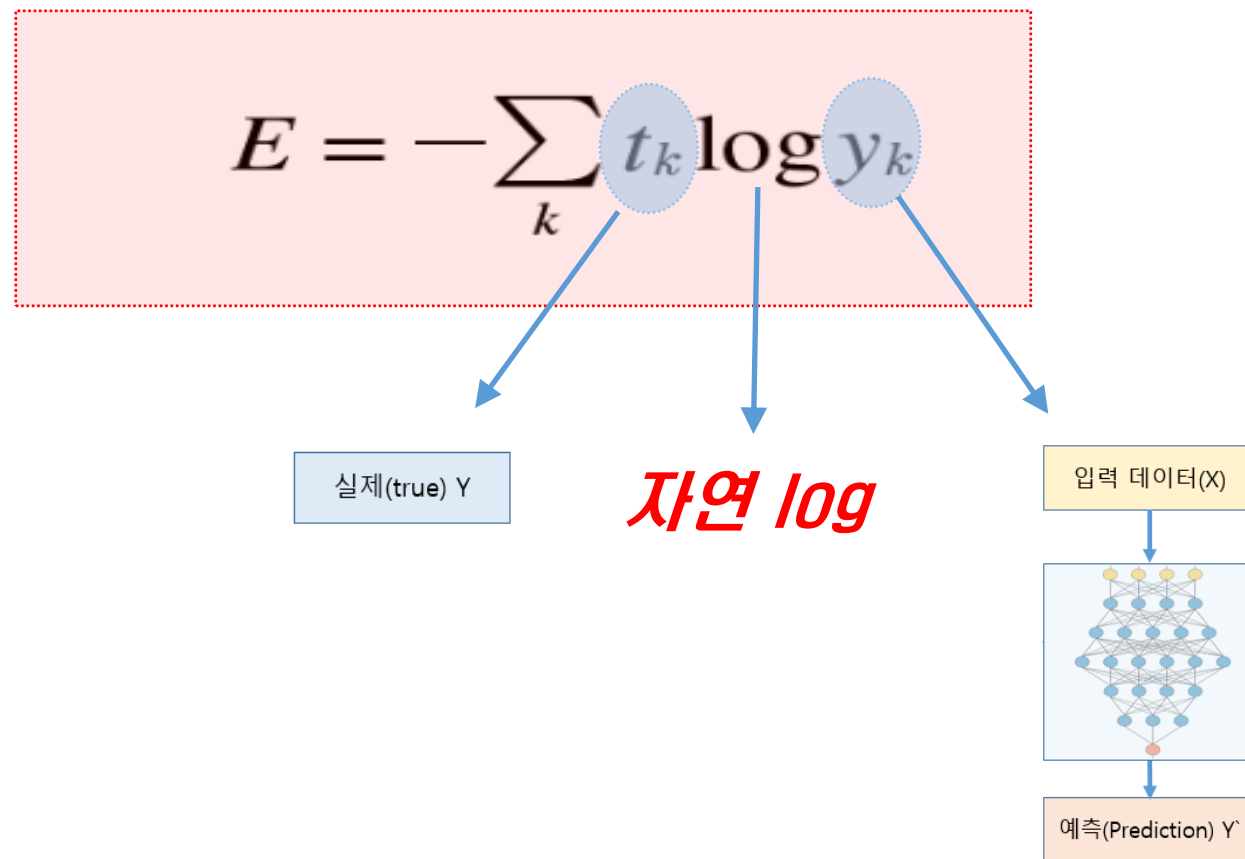 E = −∑ t_k log y_k
k
실제(true) Y
자연 log
입력 데이터(X)
예측(Prediction) Y`